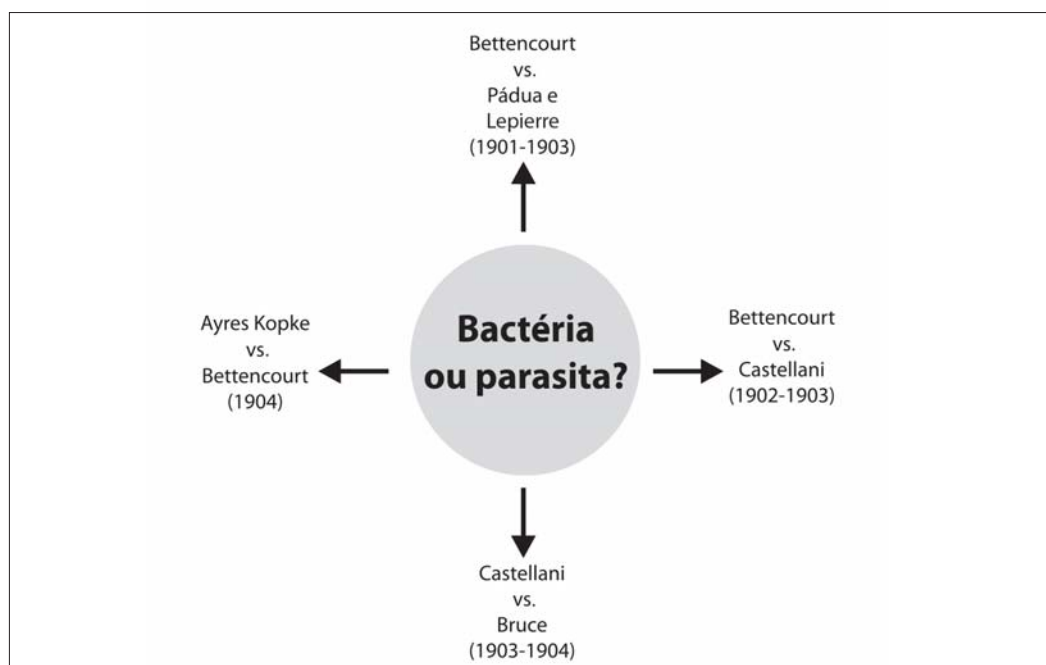 Bettencourt
vs.
Pádua e
Lepierre
(1901-1903)
Ayres Kopke
vs.
Bettencourt
(1904)
Bactéria
ou parasita?
Bettencourt
vs.
Castellani
(1902-1903)
Castellani
vs.
Bruce
(1903-1904)